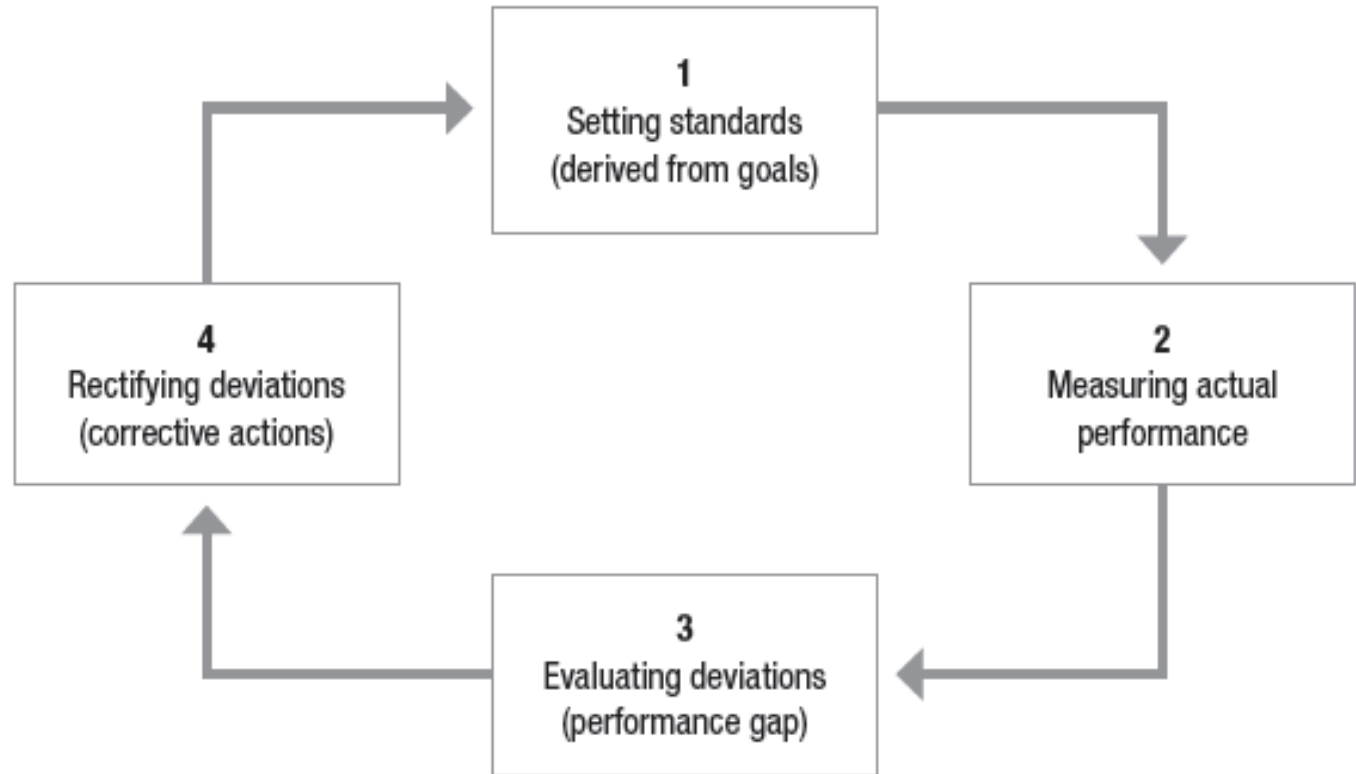 1
Setting standards
(derived from goals)
2
Measuring actual
performance
3
Evaluating deviations
(performance gap)
4
Rectifying deviations
(corrective actions)